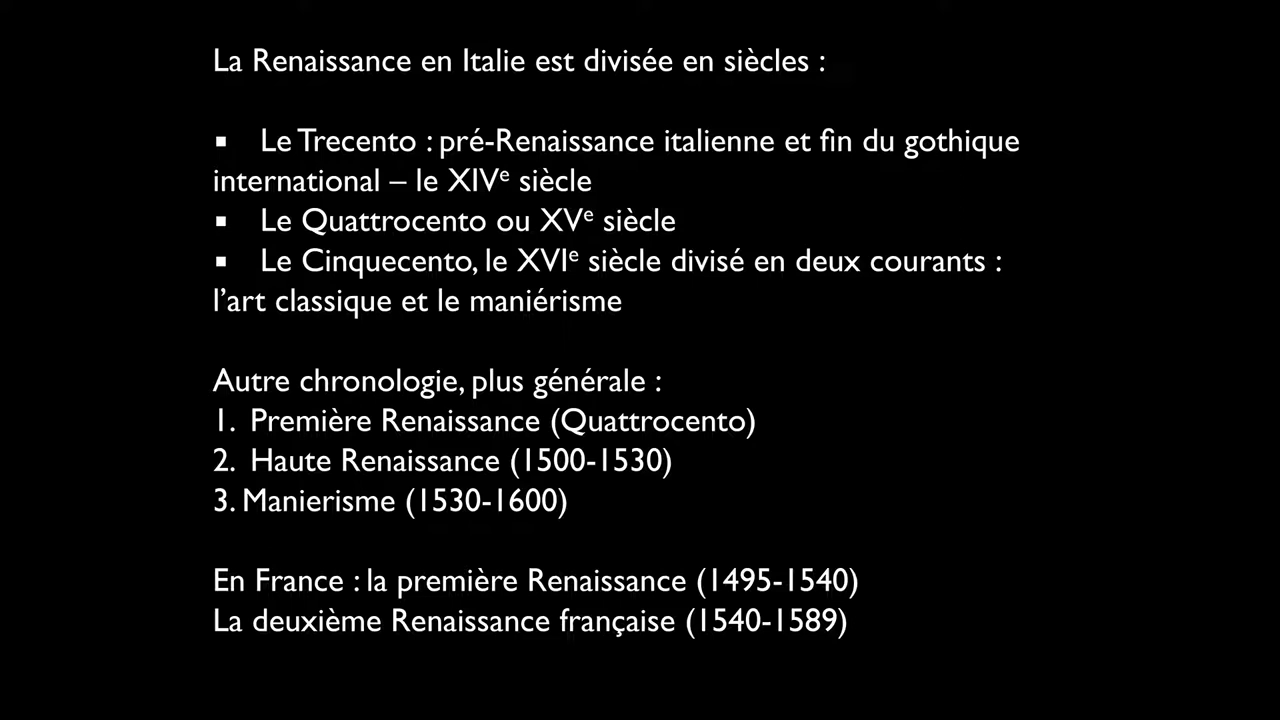 La Renaissance en Italie est divisée en siècles :
▪ Le Trecento : pré-Renaissance italienne et fin du gothique
international – le XIVᵉ siècle
▪ Le Quattrocento ou XVᵉ siècle
▪ Le Cinquecento, le XVIᵉ siècle divisé en deux courants :
l’art classique et le maniérisme
Autre chronologie, plus générale :
1. Première Renaissance (Quattrocento)
2. Haute Renaissance (1500-1530)
3. Manierisme (1530-1600)
En France : la première Renaissance (1495-1540)
La deuxième Renaissance française (1540-1589)